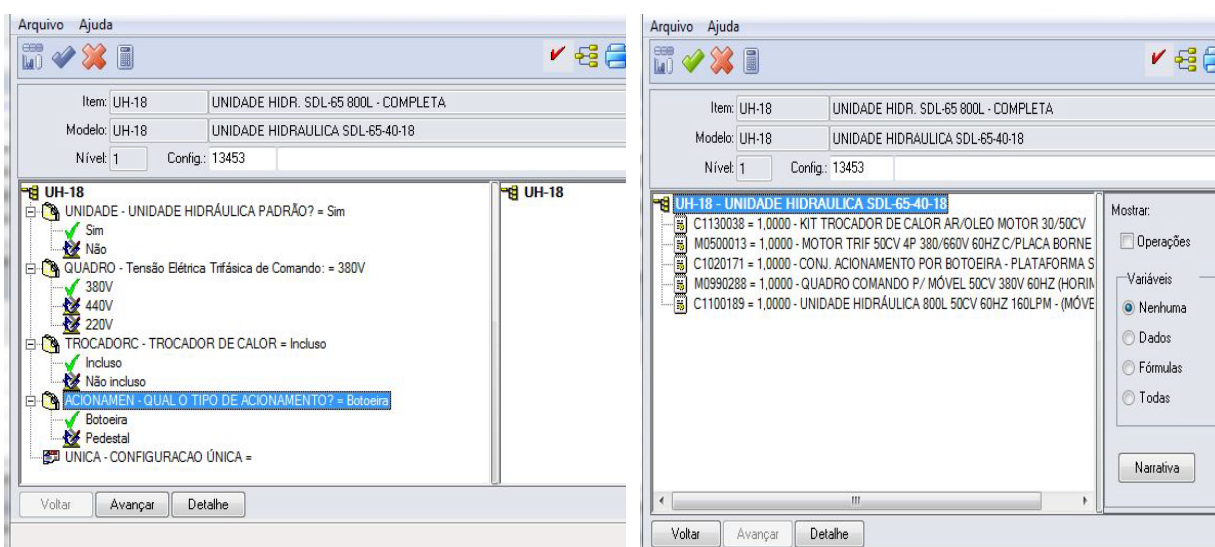 Arquivo Ajuda
Item: UH-18 UNIDADE HIDR. SDL-65 800L - COMPLETA
Modelo: UH-18 UNIDADE HIDRAULICA SDL-65-40-18
Nível: 1 Config.: 13453
UH-18
UNIDADE - UNIDADE HIDRÁULICA PADRÃO? = Sim
Sim
Não
QUADRO - Tensão Elétrica Trifásica de Comando: = 380V
380V
440V
220V
TROCADORC - TROCADOR DE CALOR = Incluso
Incluso
Não incluso
ACIONAMEN - QUAL O TIPO DE ACIONAMENTO? = Botoeira
Botoeira
Pedestal
UNICA - CONFIGURACAO ÚNICA =
UH-18
Voltar Avançar Detalhe
Arquivo Ajuda
Item: UH-18 UNIDADE HIDR. SDL-65 800L - COMPLETA
Modelo: UH-18 UNIDADE HIDRAULICA SDL-65-40-18
Nível: 1 Config.: 13453
UH-18 - UNIDADE HIDRAULICA SDL-65-40-18
C1130038 = 1,0000 - KIT TROCADOR DE CALOR AR/OLEO MOTOR 30/50CV
M0500013 = 1,0000 - MOTOR TRIF 50CV 4P 380/660V 60HZ C/PLACA BORNE
C1020171 = 1,0000 - CONJ. ACIONAMENTO POR BOTOEIRA - PLATAFORMA S
M0990288 = 1,0000 - QUADRO COMANDO P/ MÓVEL 50CV 380V 60HZ (HORIM
C1100189 = 1,0000 - UNIDADE HIDRÁULICA 800L 50CV 60HZ 160LPM - (MÓVE
Mostrar:
Operações
Variáveis
Nenhuma
Dados
Fórmulas
Todas
Narrativa
Voltar Avançar Detalhe